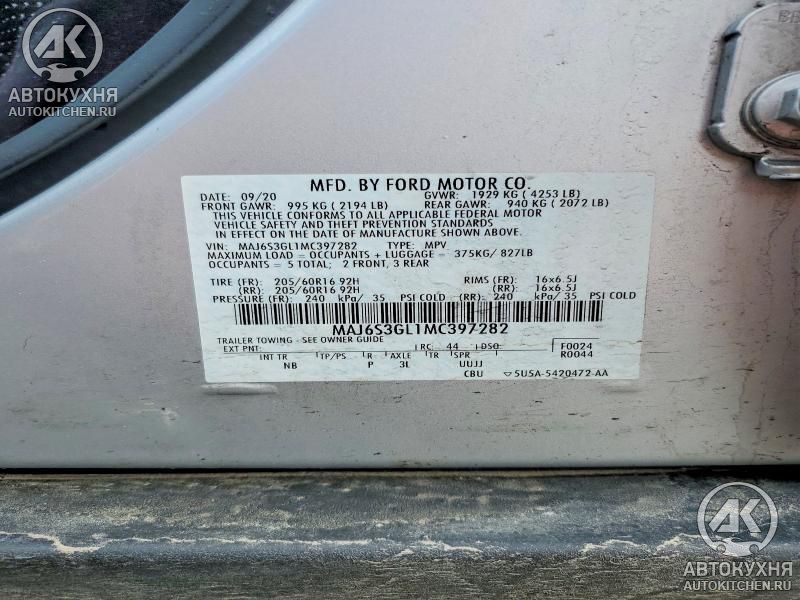 АК
АВТОКУХНЯ
AUTOKITCHEN.RU
MFD. BY FORD MOTOR CO.
DATE: 09/20 GVWR: 1929 KG ( 4253 LB)
FRONT GAWR: 995 KG ( 2194 LB) REAR GAWR: 940 KG ( 2072 LB)
THIS VEHICLE CONFORMS TO ALL APPLICABLE FEDERAL MOTOR
VEHICLE SAFETY AND THEFT PREVENTION STANDARDS
IN EFFECT ON THE DATE OF MANUFACTURE SHOWN ABOVE.
VIN: MAJ6S3GL1MC397282 TYPE: MPV
MAXIMUM LOAD = OCCUPANTS + LUGGAGE = 375KG/ 827LB
OCCUPANTS = 5 TOTAL; 2 FRONT, 3 REAR
TIRE (FR): 205/60R16 92H RIMS (FR): 16x6.5J
(RR): 205/60R16 92H (RR): 16x6.5J
PRESSURE (FR): 240 kPa/ 35 PSI COLD (RR): 240 kPa/ 35 PSI COLD
MAJ6S3GL1MC397282
TRAILER TOWING - SEE OWNER GUIDE
EXT PNT: RC: 44 DSO: F0024
R0044
INT TR TP/PS R AXLE TR SPR
NB P 3L UUJJ
CBU 5U5A-5420472-AA
АК
АВТОКУХНЯ
AUTOKITCHEN.RU